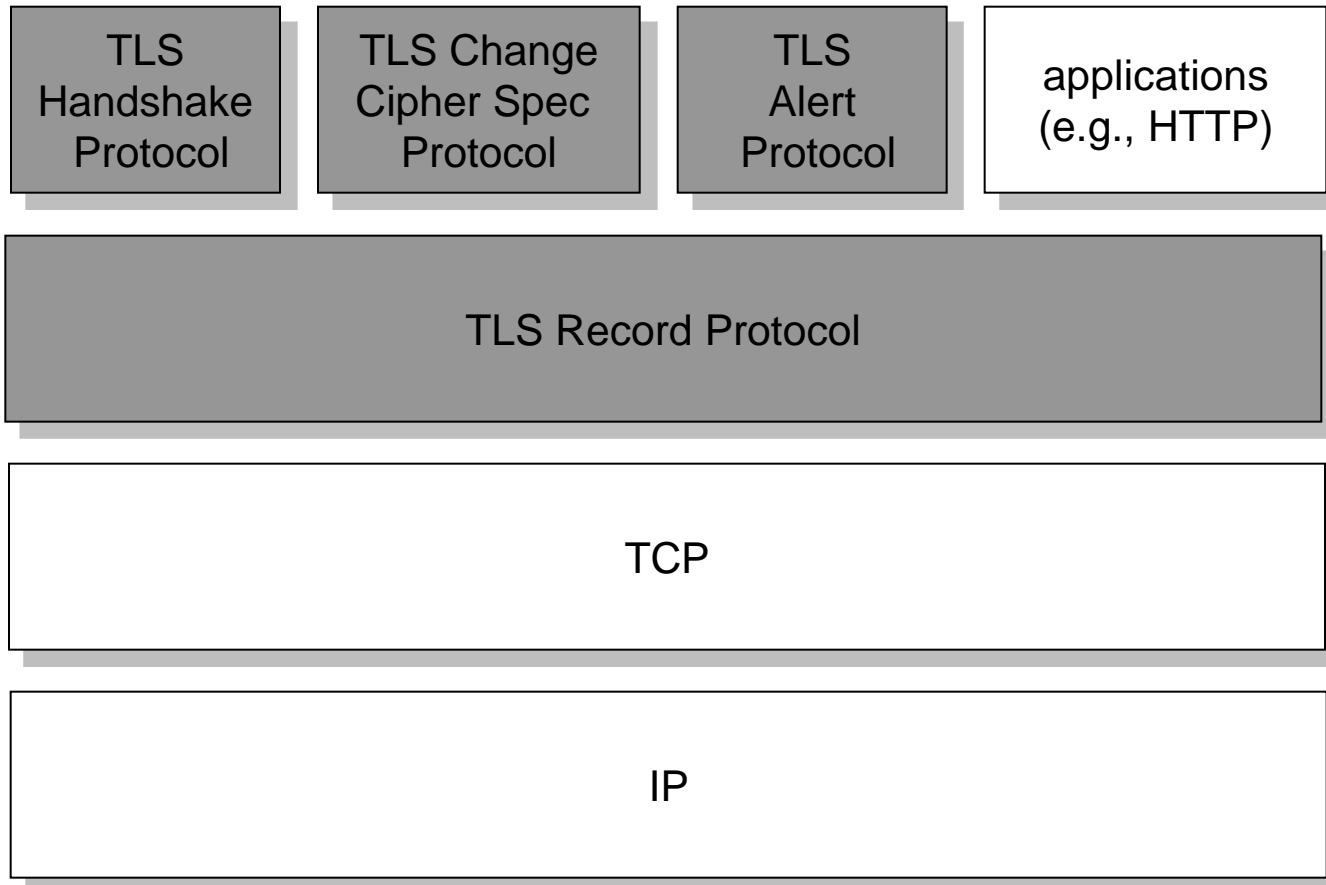 TLS
Handshake
Protocol
TLS Change
Cipher Spec
Protocol
TLS
Alert
Protocol
applications
(e.g., HTTP)
TLS Record Protocol
TCP
IP